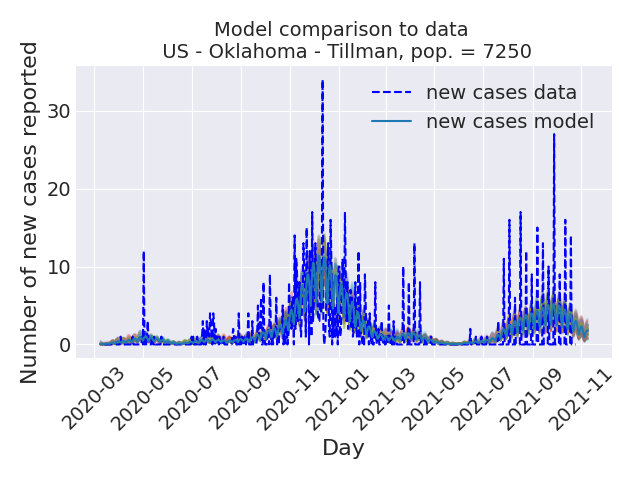 Model comparison to data
US - Oklahoma - Tillman, pop. = 7250
Number of new cases reported
30
20
10
0
new cases data
new cases model
2020-03
2020-05
2020-07
2020-09
2020-11
2021-01
2021-03
2021-05
2021-07
2021-09
2021-11
Day